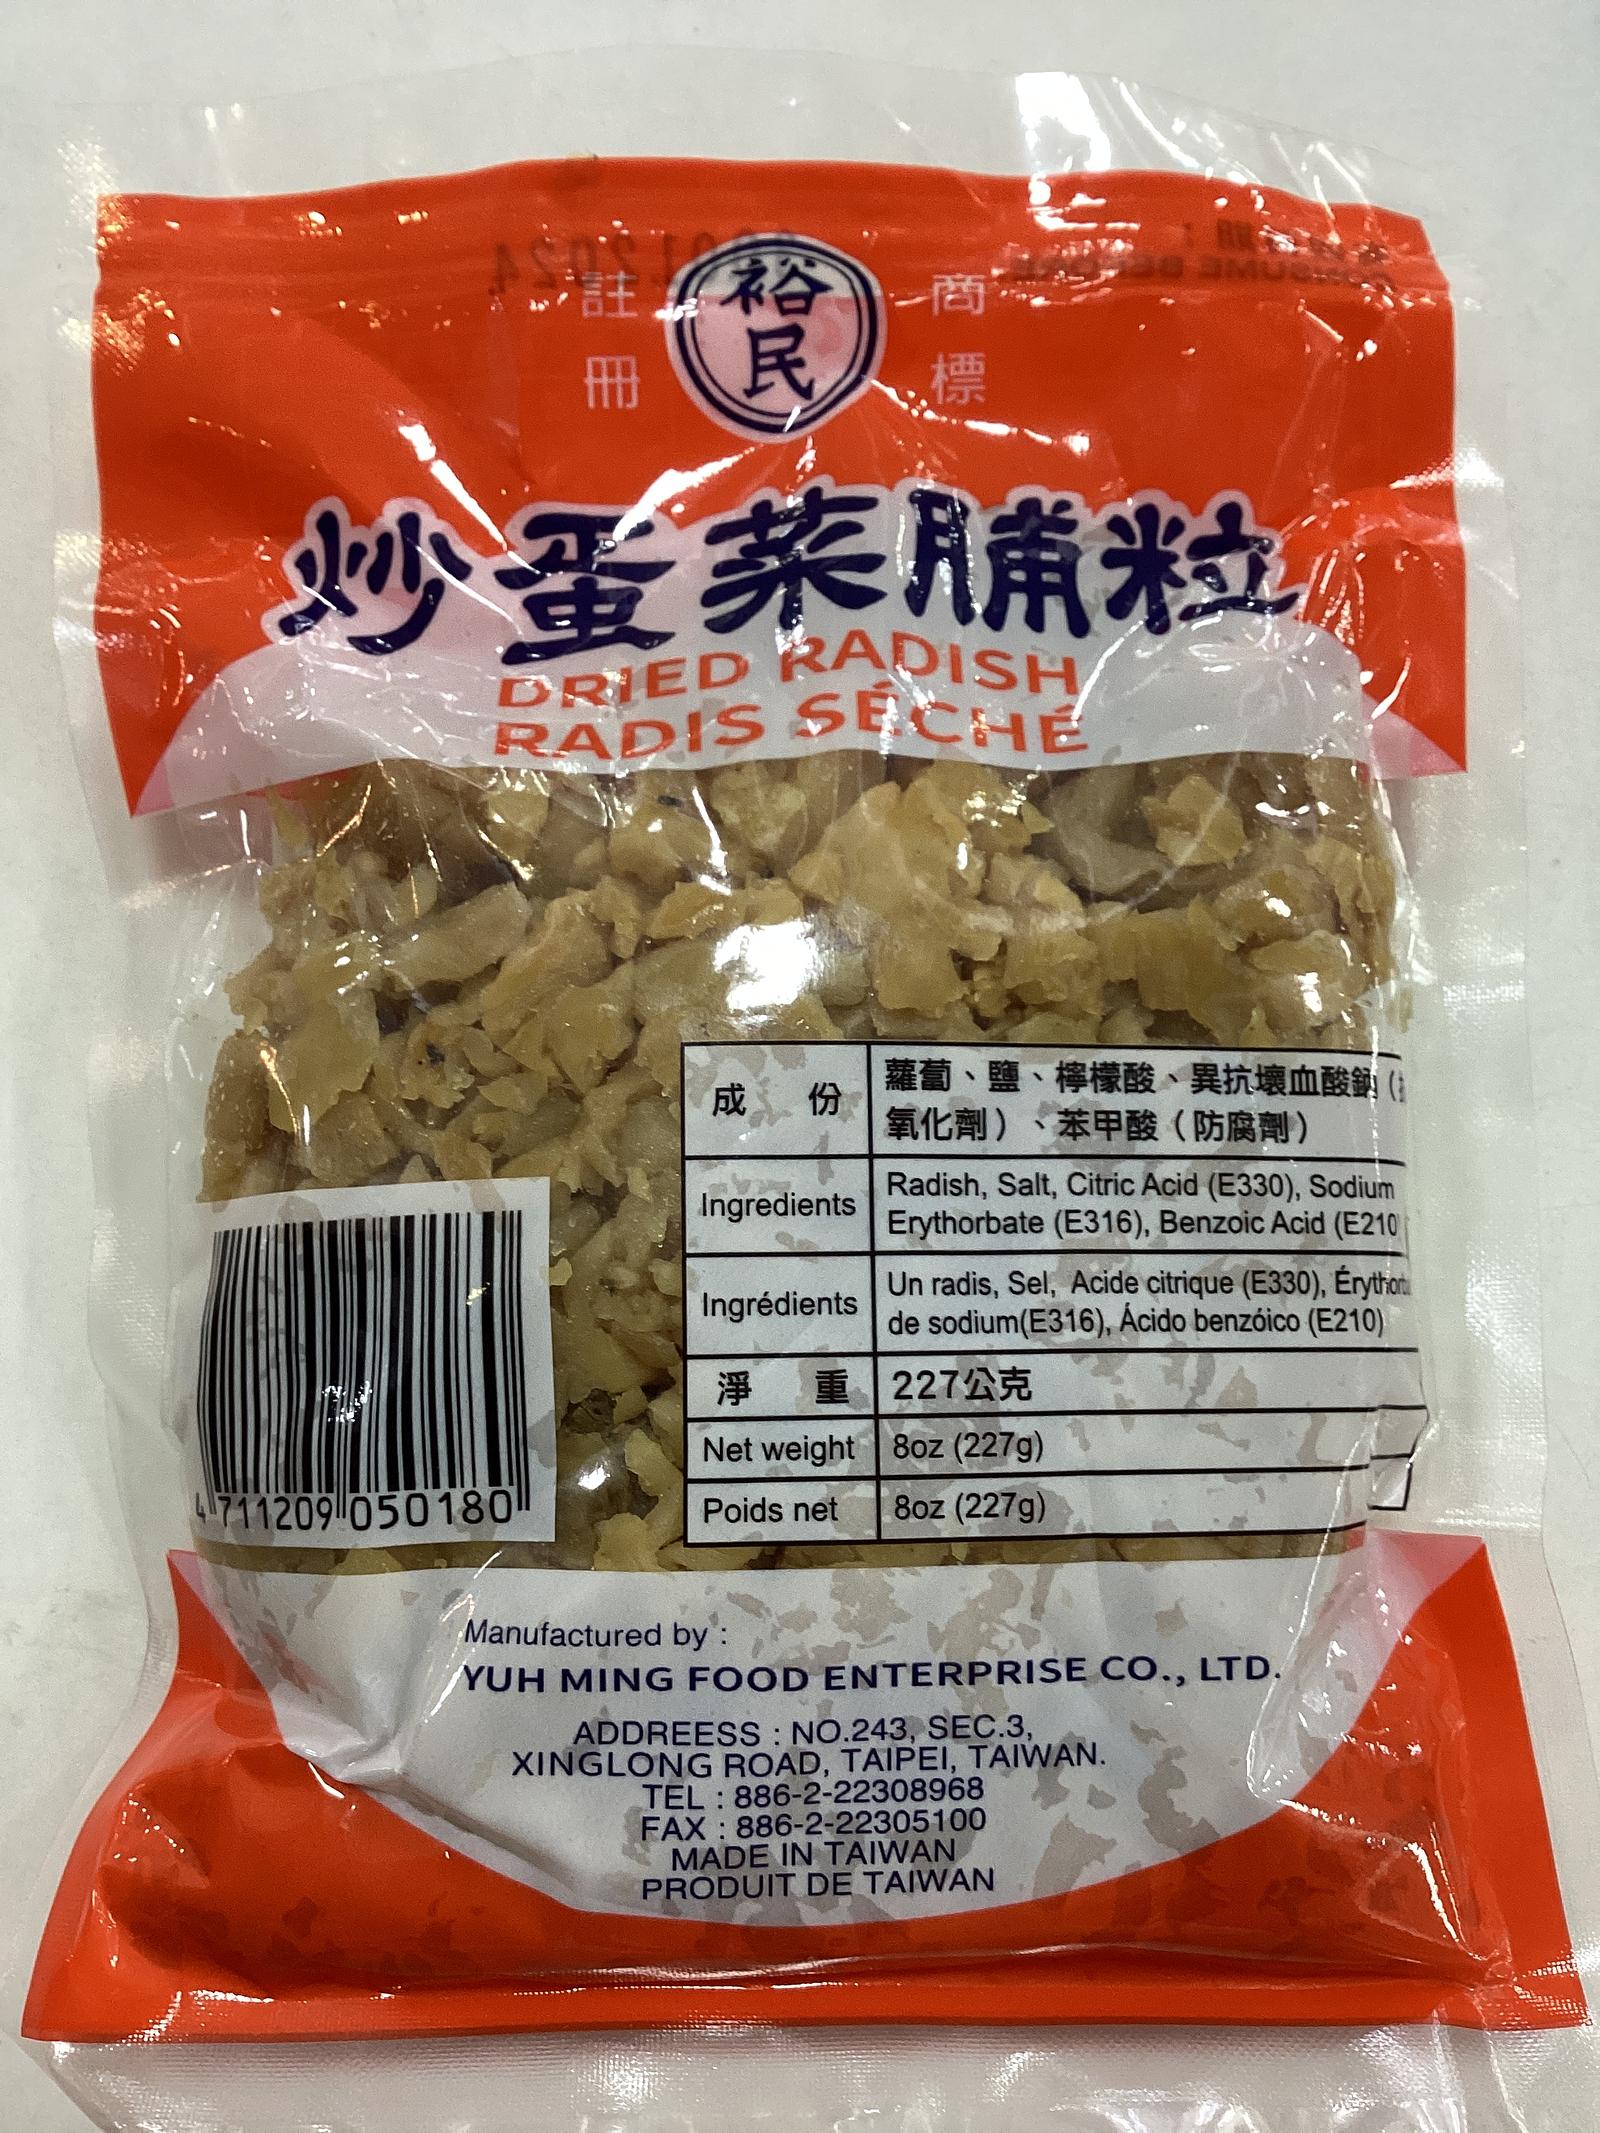 註 裕 商
冊 民 標
炒蛋菜脯粒
DRIED RADISH
RADIS SÉCHÉ
成 份 蘿蔔、鹽、檸檬酸、異抗壞血酸鈉(
氧化劑)、苯甲酸(防腐劑)
Ingredients Radish, Salt, Citric Acid (E330), Sodium
Erythorbate (E316), Benzoic Acid (E210
Ingrédients Un radis, Sel, Acide citrique (E330),
de sodium(E316), Ácido benzóico (E210)
淨 重 227公克
Net weight 8oz (227g)
Poids net 8oz (227g)
4 711209 050180
Manufactured by :
YUH MING FOOD ENTERPRISE CO., LTD.
ADDREESS : NO.243, SEC.3,
XINGLONG ROAD, TAIPEI, TAIWAN.
TEL : 886-2-22308968
FAX : 886-2-22305100
MADE IN TAIWAN
PRODUIT DE TAIWAN